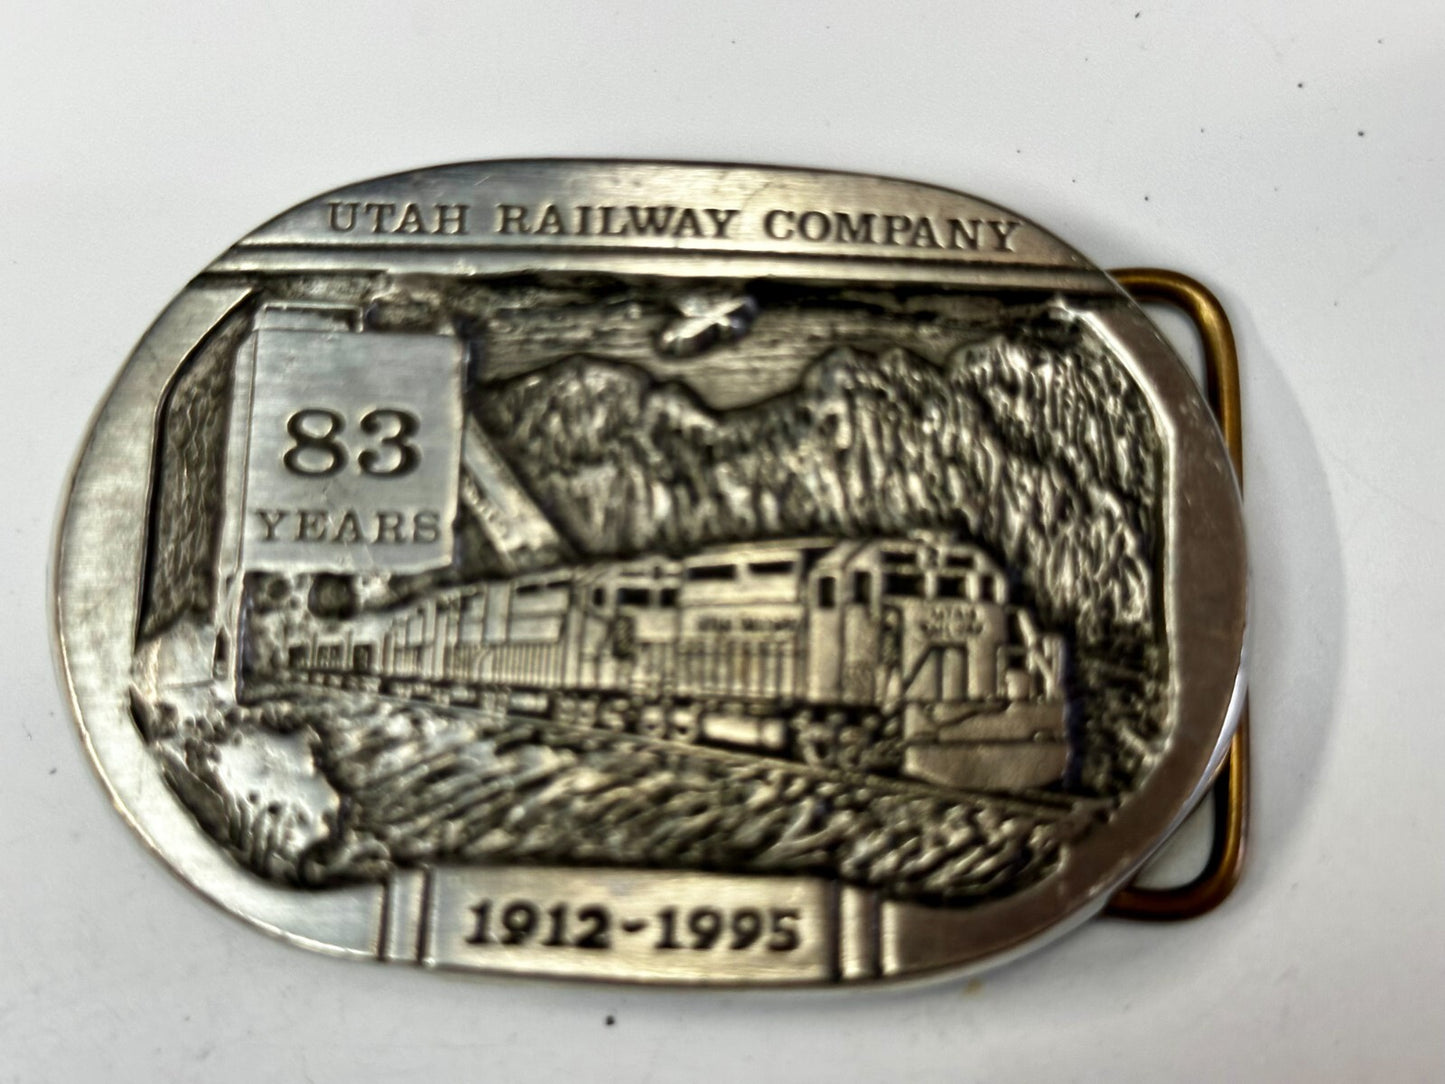 UTAH RAILWAY COMPANY
83
YEARS
1912-1995